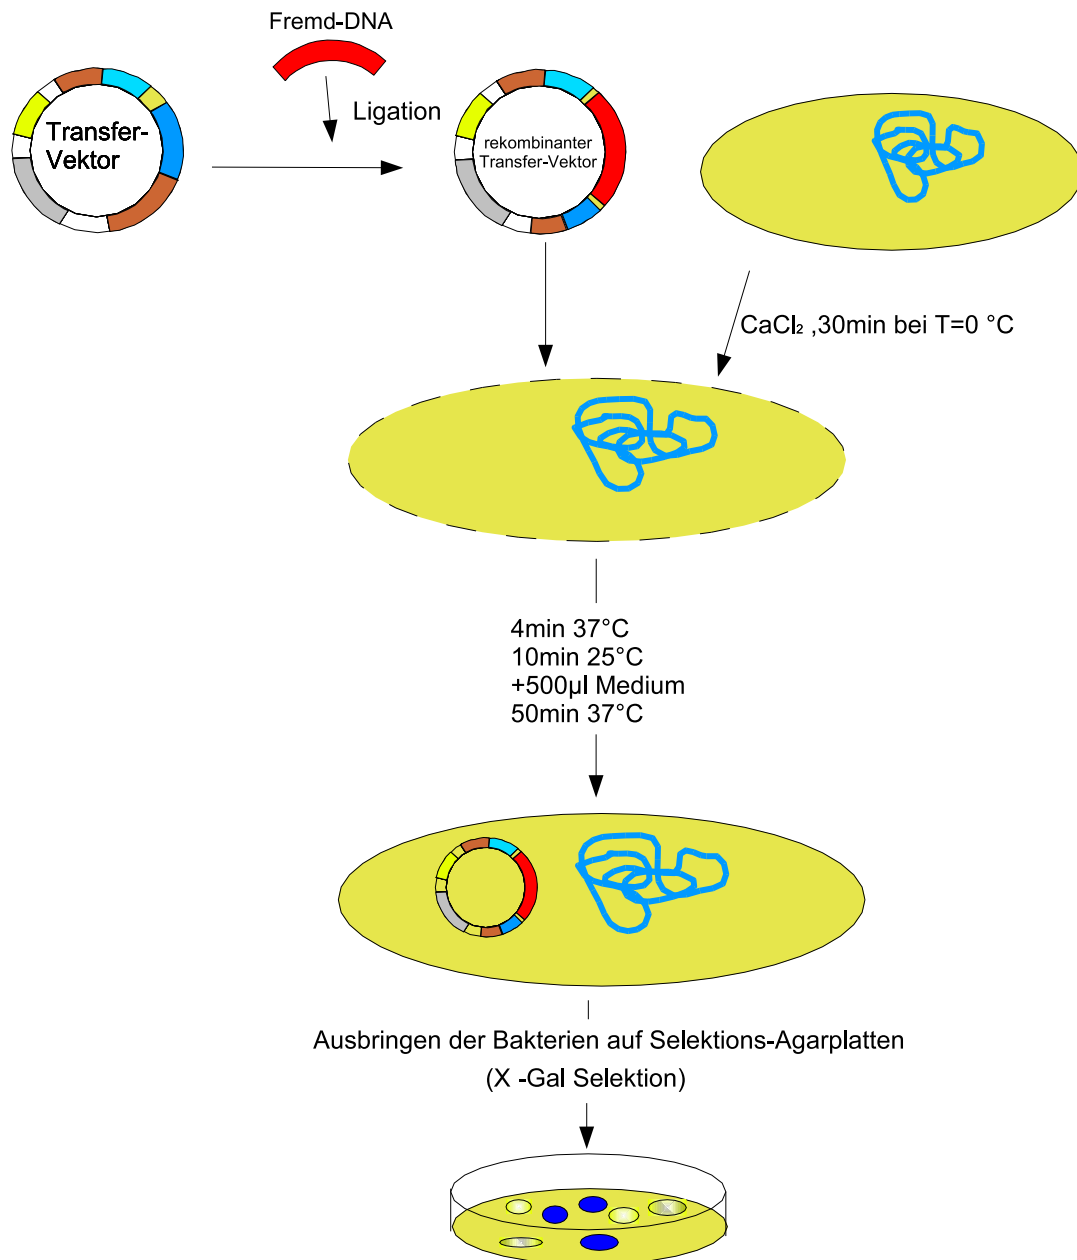 Fremd-DNA
Transfer-
Vektor
Ligation
rekombinanter
Transfer-Vektor
CaCl₂ ,30min bei T=0 °C
4min 37°C
10min 25°C
+500µl Medium
50min 37°C
Ausbringen der Bakterien auf Selektions-Agarplatten
(X -Gal Selektion)